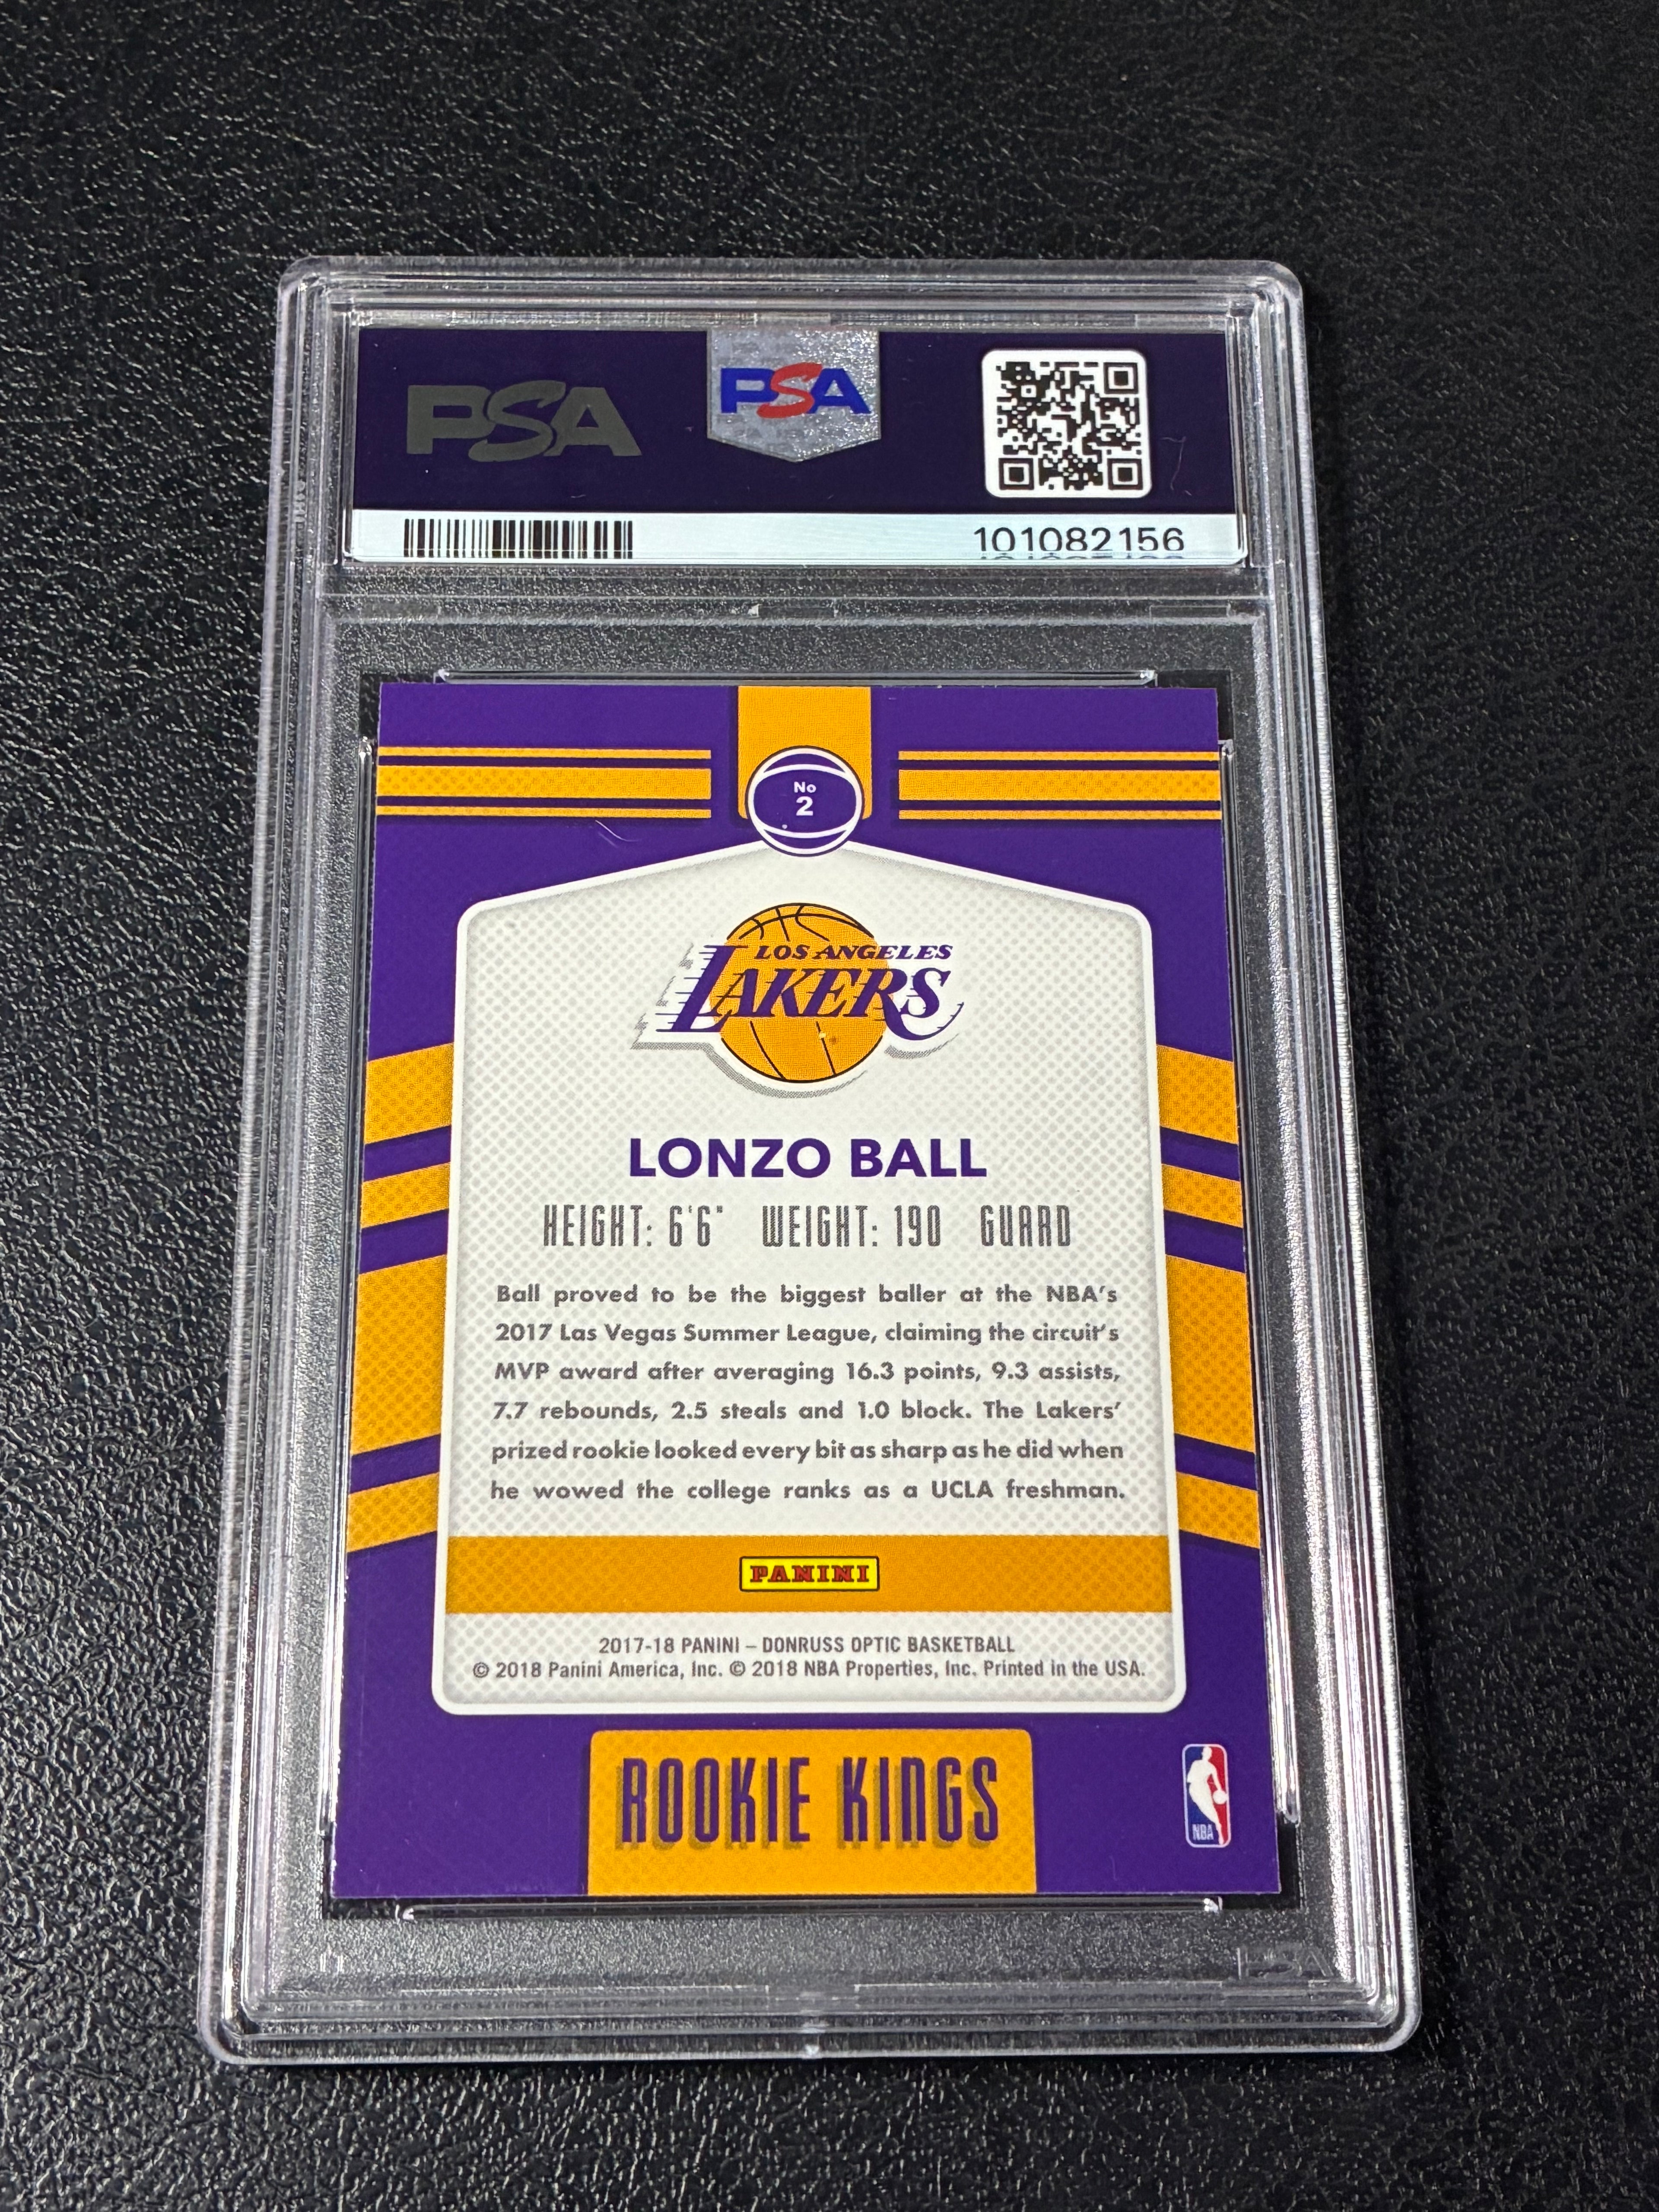 PSA
PSA
101082156
No
2
LOS ANGELES
LAKERS
LONZO BALL
HEIGHT: 6'6" WEIGHT: 190 GUARD
Ball proved to be the biggest baller at the NBA's
2017 Las Vegas Summer League, claiming the circuit's
MVP award after averaging 16.3 points, 9.3 assists,
7.7 rebounds, 2.5 steals and 1.0 block. The Lakers'
prized rookie looked every bit as sharp as he did when
he wowed the college ranks as a UCLA freshman.
PANINI
2017-18 PANINI – DONRUSS OPTIC BASKETBALL
© 2018 Panini America, Inc. © 2018 NBA Properties, Inc. Printed in the USA.
ROOKIE KINGS
NBA
PSA